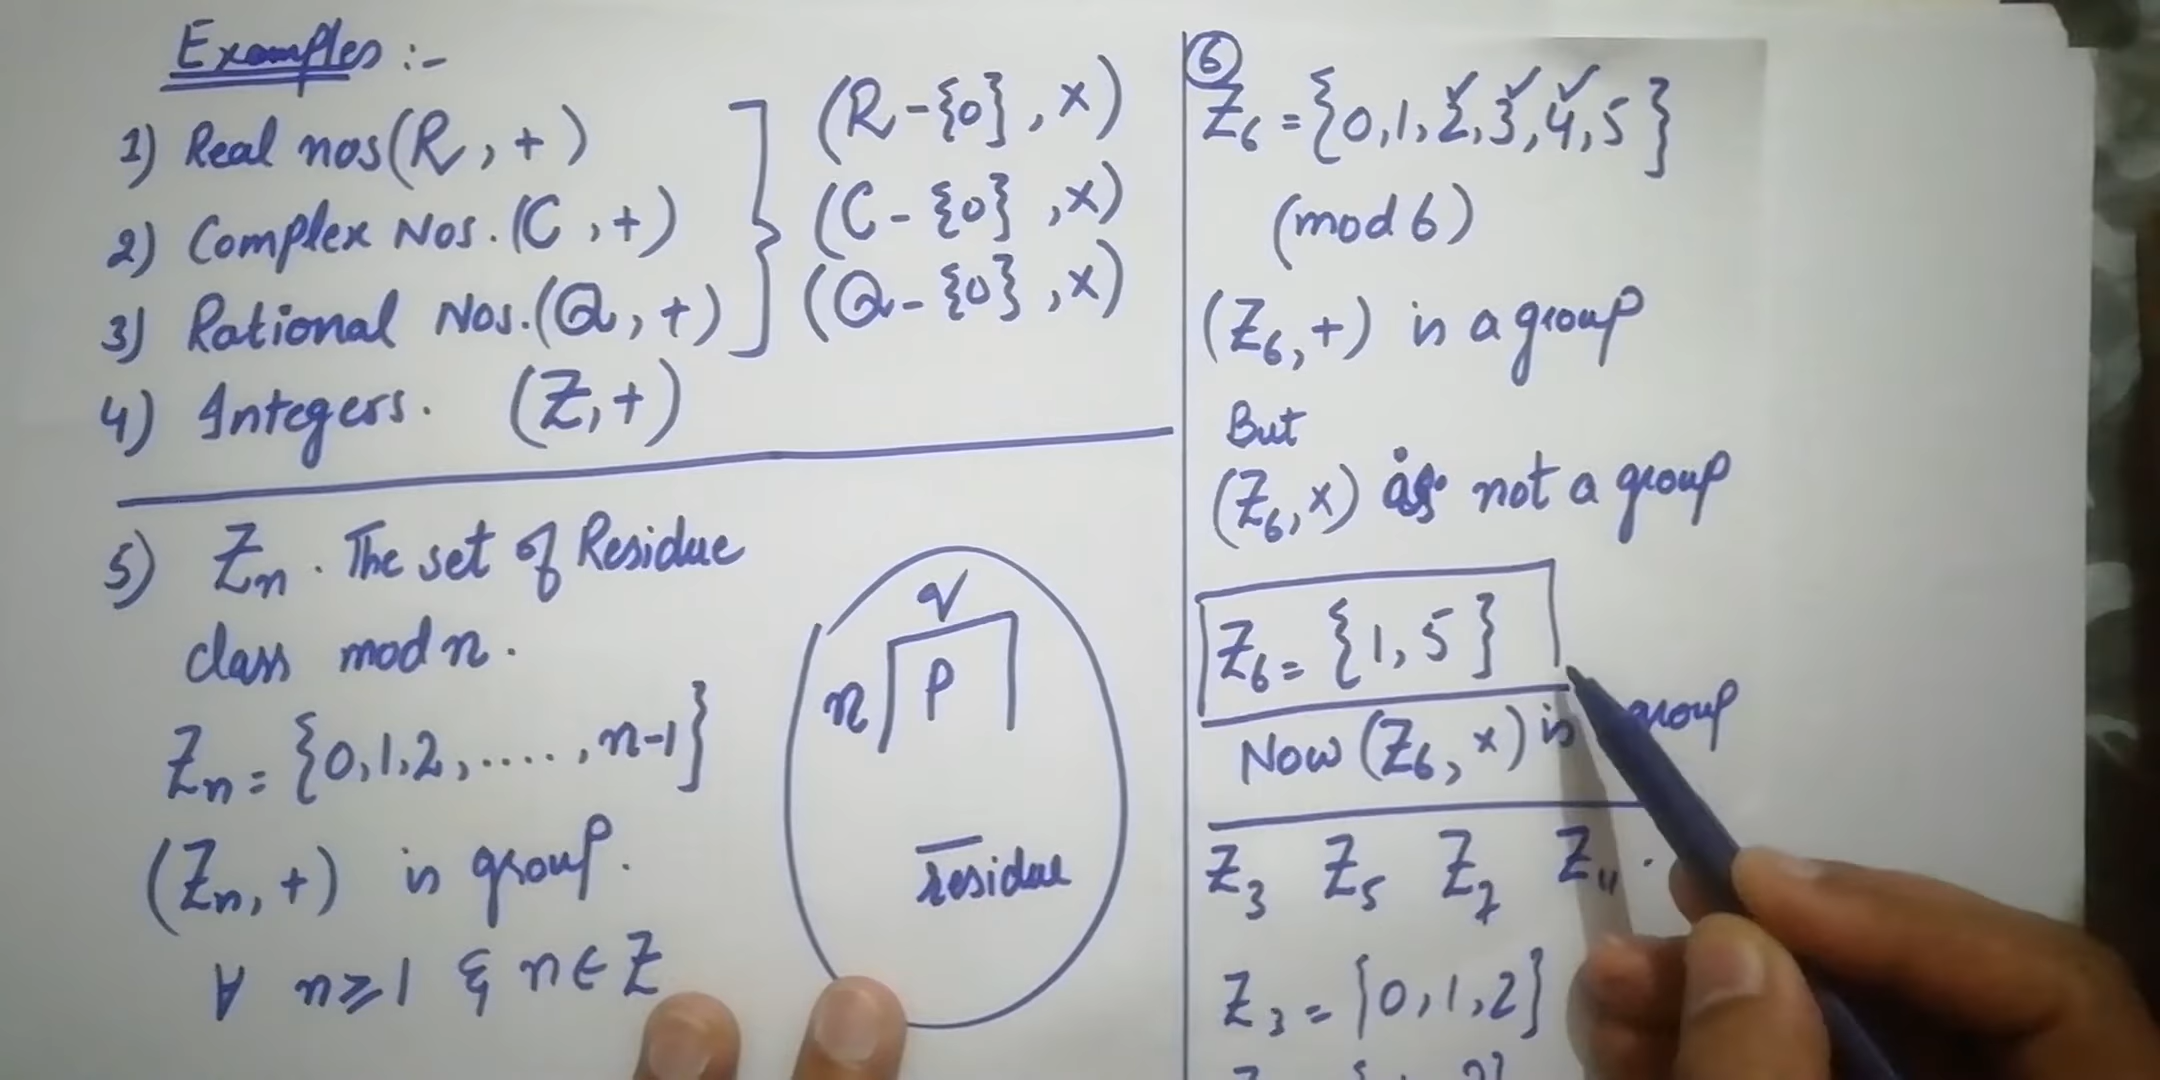 Examples :-
1) Real nos (R, +)
2) Complex Nos. (C, +)
3) Rational Nos. (Q, +)
4) Integers. (Z, +)
(R-{0}, x)
(C-{0}, x)
(Q-{0}, x)
5) Zn. The set of Residue
class mod n.
Zn = {0,1,2,....,n-1}
(Zn, +) is group.
∀ n≥1 & n∈Z
q
n P
residue
6
Z6 = {0,1,2,3,4,5}
(mod 6)
(Z6, +) is a group
But
(Z6, x) is not a group
Z6 = {1,5}
Now (Z6, x) is group
Z3 Z5 Z7 Z11.
Z3 = {0,1,2}